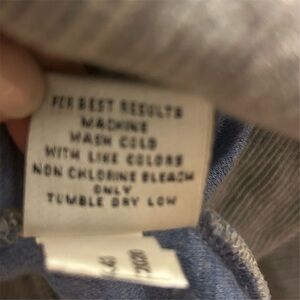 FOR BEST RESULTS
MACHINE
WASH COLD
WITH LIKE COLORS
NON CHLORINE BLEACH
ONLY
TUMBLE DRY LOW